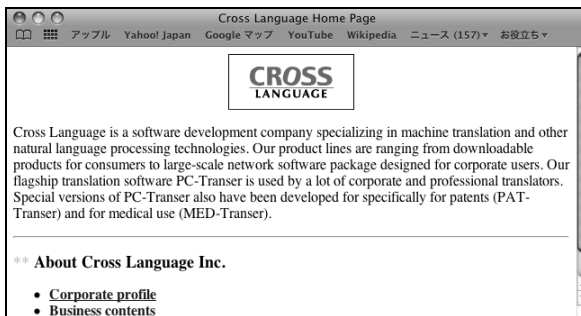 Cross Language Home Page
アップル Yahoo! Japan Google マップ YouTube Wikipedia ニュース (157)▼ お役立ち▼
CROSS
LANGUAGE
Cross Language is a software development company specializing in machine translation and other
natural language processing technologies. Our product lines are ranging from downloadable
products for consumers to large-scale network software package designed for corporate users. Our
flagship translation software PC-Transer is used by a lot of corporate and professional translators.
Special versions of PC-Transer also have been developed for specifically for patents (PAT-
Transer) and for medical use (MED-Transer).
** About Cross Language Inc.
• Corporate profile
• Business contents